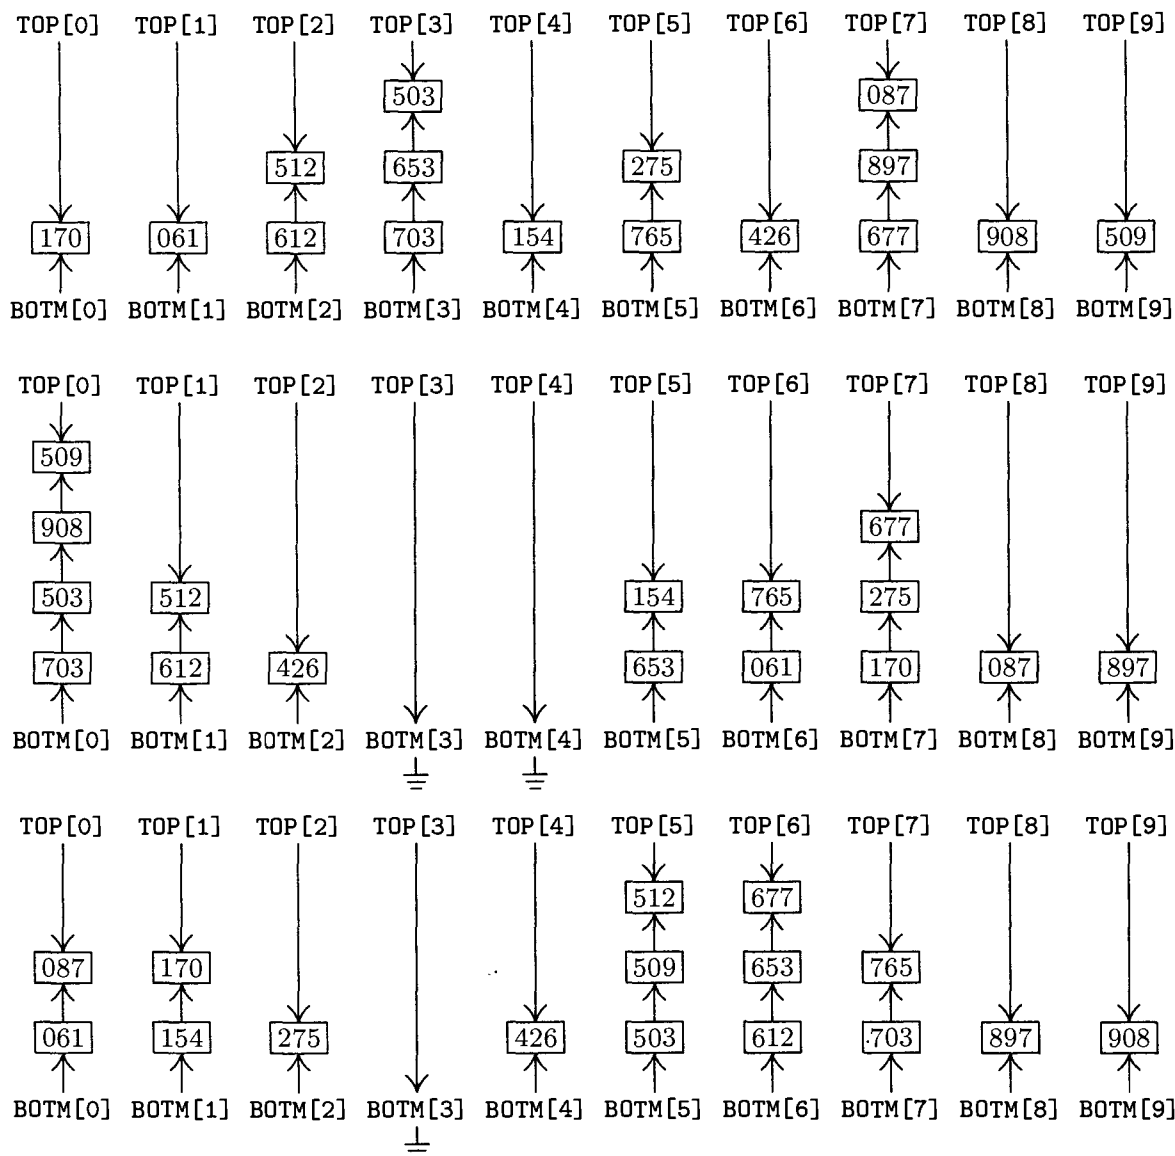 TOP[0] TOP[1] TOP[2] TOP[3] TOP[4] TOP[5] TOP[6] TOP[7] TOP[8] TOP[9]
503 087
512 653 275 897
170 061 612 703 154 765 426 677 908 509
BOTM[0] BOTM[1] BOTM[2] BOTM[3] BOTM[4] BOTM[5] BOTM[6] BOTM[7] BOTM[8] BOTM[9]
TOP[0] TOP[1] TOP[2] TOP[3] TOP[4] TOP[5] TOP[6] TOP[7] TOP[8] TOP[9]
509
908 677
503 512 154 765 275
703 612 426 653 061 170 087 897
BOTM[0] BOTM[1] BOTM[2] BOTM[3] BOTM[4] BOTM[5] BOTM[6] BOTM[7] BOTM[8] BOTM[9]
TOP[0] TOP[1] TOP[2] TOP[3] TOP[4] TOP[5] TOP[6] TOP[7] TOP[8] TOP[9]
512 677
087 170 509 653 765
061 154 275 426 503 612 703 897 908
BOTM[0] BOTM[1] BOTM[2] BOTM[3] BOTM[4] BOTM[5] BOTM[6] BOTM[7] BOTM[8] BOTM[9]